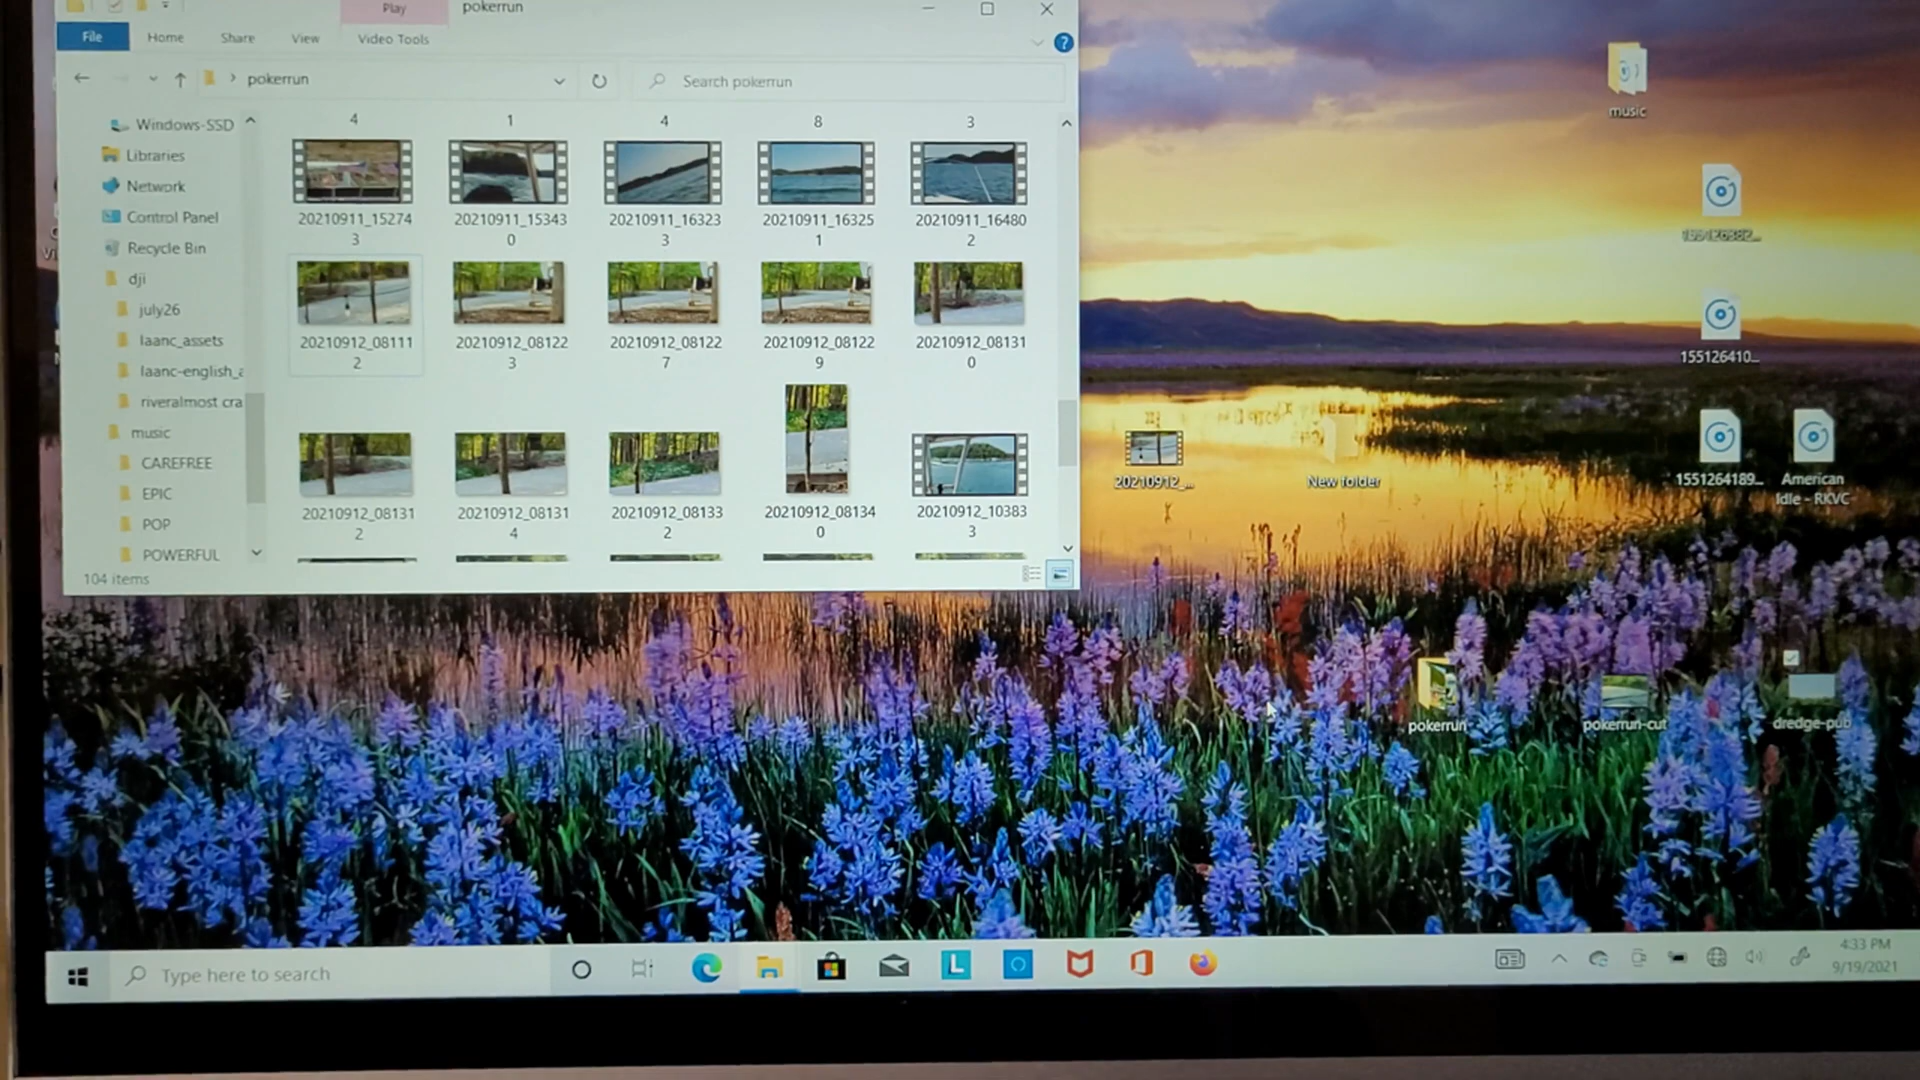 Play
pokerrun
File
Home
Share
View
Video Tools
pokerrun
Search pokerrun
Windows-SSD
Libraries
Network
Control Panel
Recycle Bin
dji
july26
laanc_assets
laanc-english_a
riveralmost cra
music
CAREFREE
EPIC
POP
POWERFUL
104 items
4
1
4
8
3
20210911_15274
3
20210911_15343
0
20210911_16323
3
20210911_16325
1
20210911_16480
2
20210912_08111
2
20210912_08122
3
20210912_08122
7
20210912_08122
9
20210912_08131
0
20210912_08131
2
20210912_08131
4
20210912_08133
2
20210912_08134
0
20210912_10383
3
music
155126410...
20210912_...
New folder
1551264189...
American
Idle - RKVC
pokerrun
pokerrun-cut
dredge-pub
Type here to search
L
4:33 PM
9/19/2021